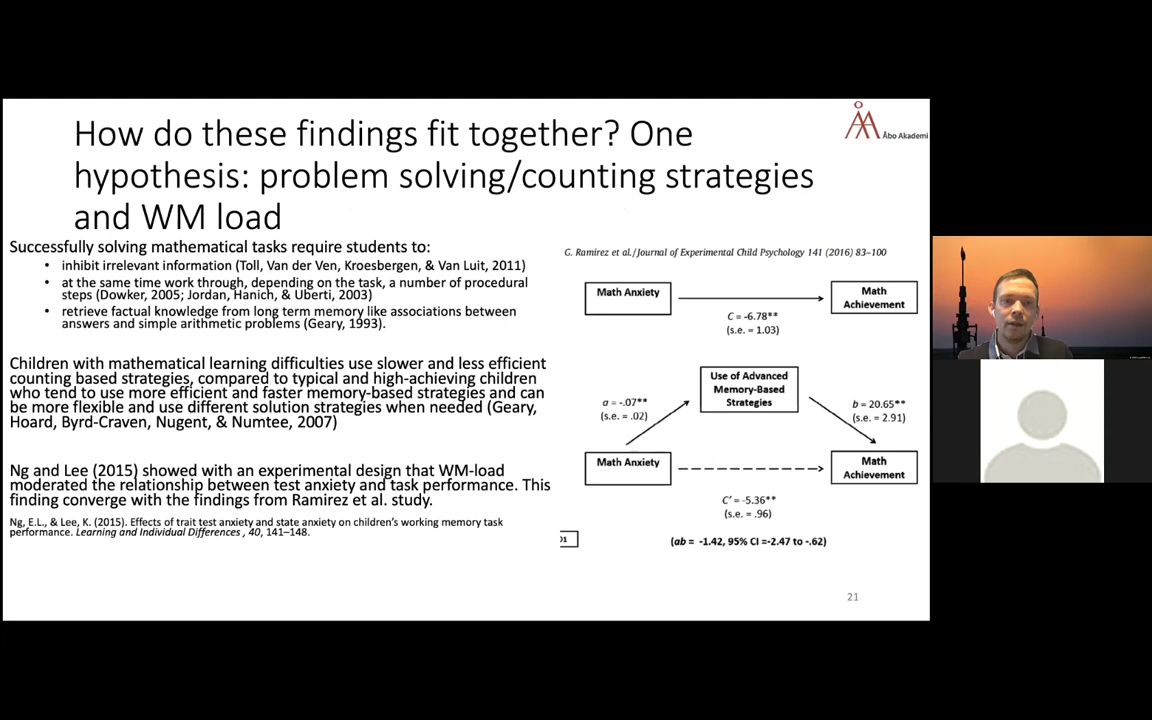 How do these findings fit together? One
hypothesis: problem solving/counting strategies
and WM load
Åbo Akademi
Successfully solving mathematical tasks require students to:
• inhibit irrelevant information (Toll, Van der Ven, Kroesbergen, & Van Luit, 2011)
• at the same time work through, depending on the task, a number of procedural
steps (Dowker, 2005; Jordan, Hanich, & Uberti, 2003)
• retrieve factual knowledge from long term memory like associations between
answers and simple arithmetic problems (Geary, 1993).
Children with mathematical learning difficulties use slower and less efficient
counting based strategies, compared to typical and high-achieving children
who tend to use more efficient and faster memory-based strategies and can
be more flexible and use different solution strategies when needed (Geary,
Hoard, Byrd-Craven, Nugent, & Numtee, 2007)
Ng and Lee (2015) showed with an experimental design that WM-load
moderated the relationship between test anxiety and task performance. This
finding converge with the findings from Ramirez et al. study.
Ng, E.L., & Lee, K. (2015). Effects of trait test anxiety and state anxiety on children's working memory task
performance. Learning and Individual Differences , 40, 141–148.
G. Ramirez et al./Journal of Experimental Child Psychology 141 (2016) 83–100
Math Anxiety
Math
Achievement
C = -6.78**
(s.e. = 1.03)
Use of Advanced
Memory-Based
Strategies
a = -.07**
(s.e. = .02)
b = 20.65**
(s.e. = 2.91)
Math Anxiety
Math
Achievement
C' = -5.36**
(s.e. = .96)
01
(ab = -1.42, 95% CI =-2.47 to -.62)
21